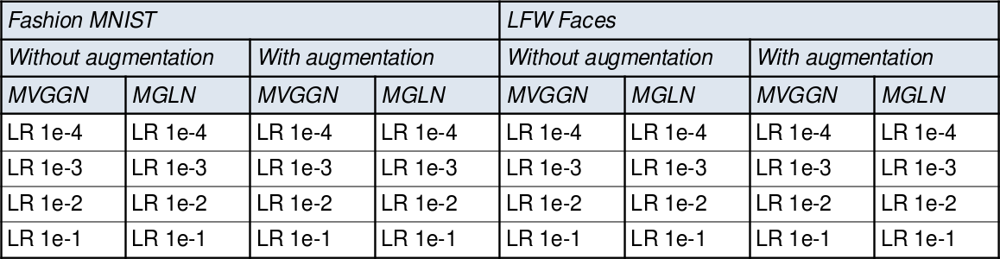 Fashion MNIST LFW Faces
Without augmentation With augmentation Without augmentation With augmentation
MVGGN MGLN MVGGN MGLN MVGGN MGLN MVGGN MGLN
LR 1e-4 LR 1e-4 LR 1e-4 LR 1e-4 LR 1e-4 LR 1e-4 LR 1e-4 LR 1e-4
LR 1e-3 LR 1e-3 LR 1e-3 LR 1e-3 LR 1e-3 LR 1e-3 LR 1e-3 LR 1e-3
LR 1e-2 LR 1e-2 LR 1e-2 LR 1e-2 LR 1e-2 LR 1e-2 LR 1e-2 LR 1e-2
LR 1e-1 LR 1e-1 LR 1e-1 LR 1e-1 LR 1e-1 LR 1e-1 LR 1e-1 LR 1e-1